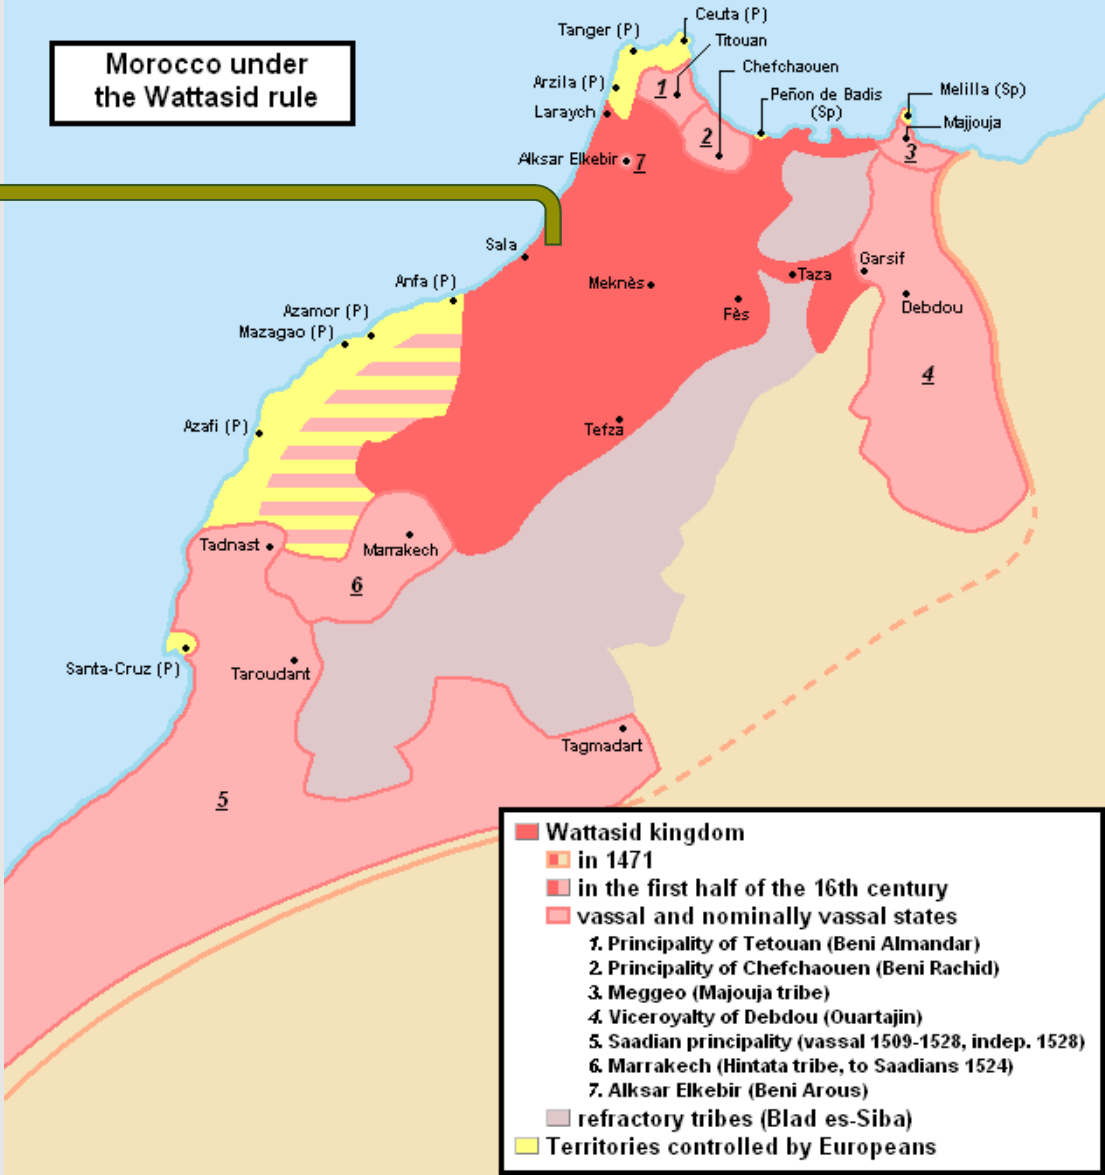 Morocco under
the Wattasid rule
Ceuta (P)
Tanger (P)
Titouan
Chefchaouen
Arzila (P)
1
Peñon de Badis
(Sp)
Melilla (Sp)
Laraych
Majjouja
2
3
Alksar Elkebir
7
Sala
Garsif
Taza
Anfa (P)
Meknès
Debdou
Azamor (P)
Fès
Mazagao (P)
4
Azafi (P)
Tefza
Tadnast
Marrakech
6
Santa-Cruz (P)
Taroudant
Tagmadart
5
Wattasid kingdom
in 1471
in the first half of the 16th century
vassal and nominally vassal states
1. Principality of Tetouan (Beni Almandar)
2. Principality of Chefchaouen (Beni Rachid)
3. Meggeo (Majouja tribe)
4. Viceroyalty of Debdou (Ouartajin)
5. Saadian principality (vassal 1509-1528, indep. 1528)
6. Marrakech (Hintata tribe, to Saadians 1524)
7. Alksar Elkebir (Beni Arous)
refractory tribes (Blad es-Siba)
Territories controlled by Europeans